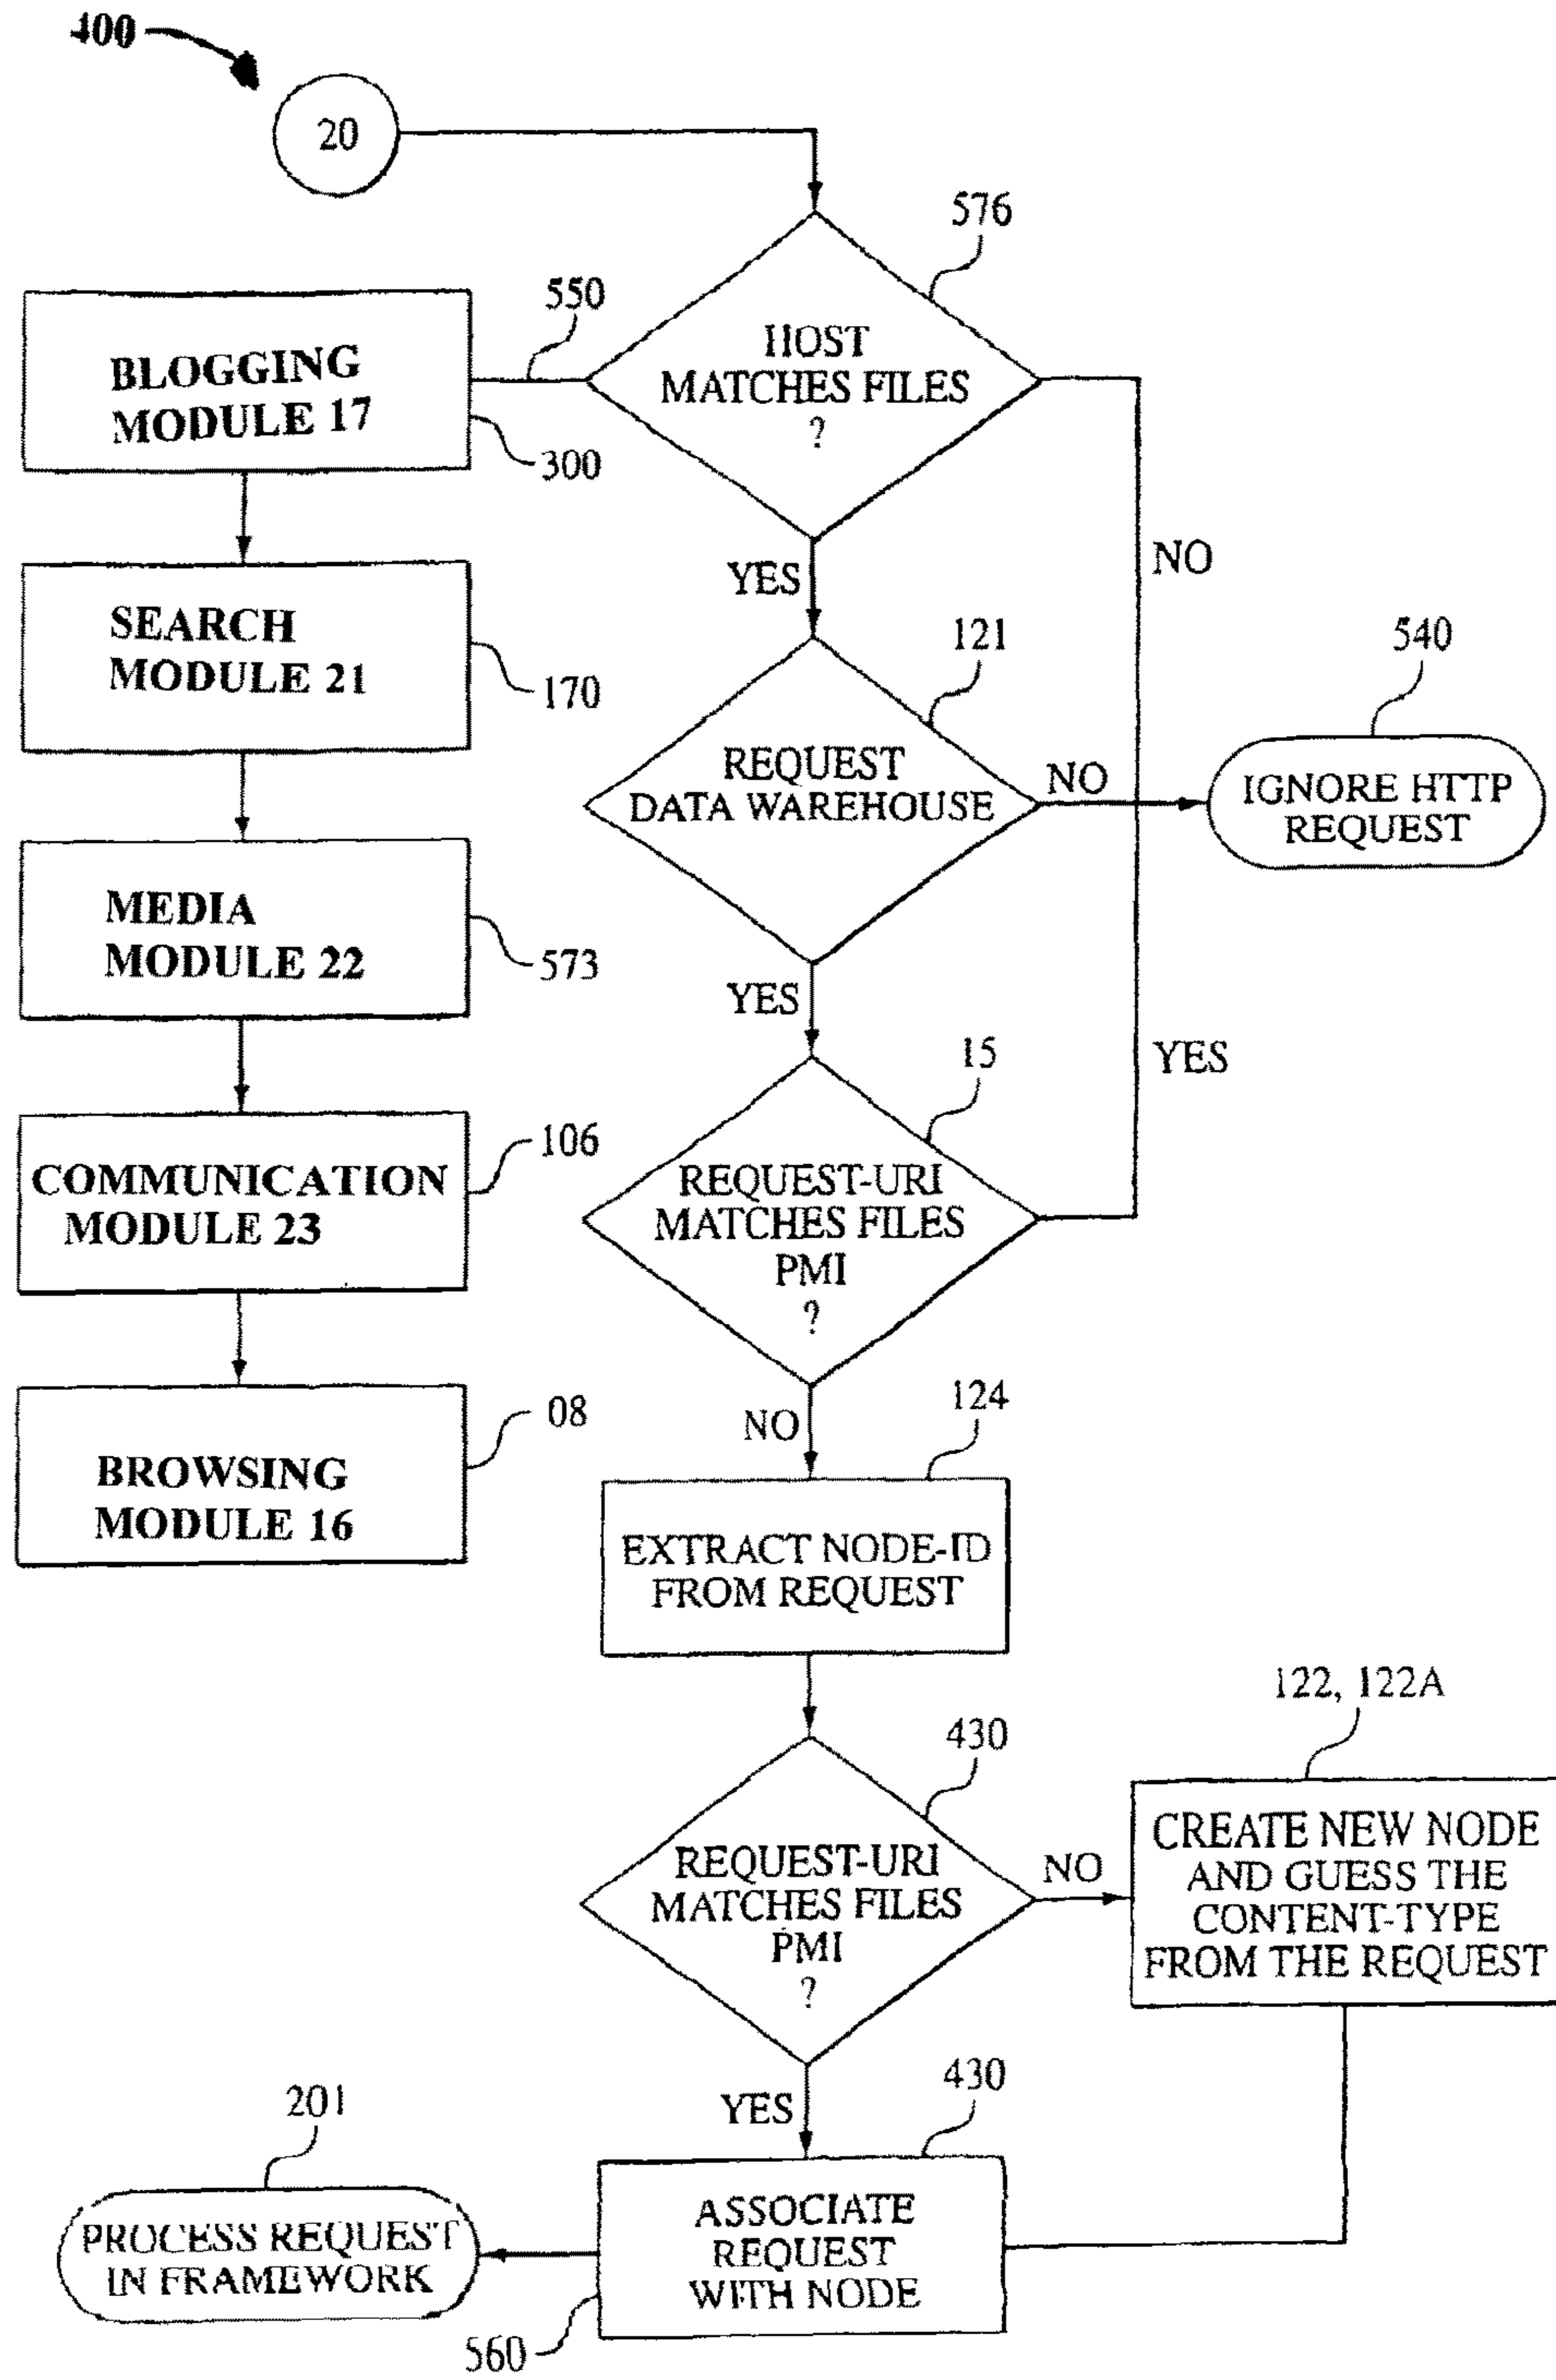 400
20
576
550
HOST
MATCHES FILES
?
BLOGGING
MODULE 17
300
YES
NO
SEARCH
MODULE 21
170
121
REQUEST
DATA WAREHOUSE
NO
540
IGNORE HTTP
REQUEST
MEDIA
MODULE 22
573
YES
15
YES
COMMUNICATION
MODULE 23
106
REQUEST-URI
MATCHES FILES
PMI
?
NO
BROWSING
MODULE 16
08
124
EXTRACT NODE-ID
FROM REQUEST
430
REQUEST-URI
MATCHES FILES
PMI
?
NO
122, 122A
CREATE NEW NODE
AND GUESS THE
CONTENT-TYPE
FROM THE REQUEST
YES
430
ASSOCIATE
REQUEST
WITH NODE
560
201
PROCESS REQUEST
IN FRAMEWORK